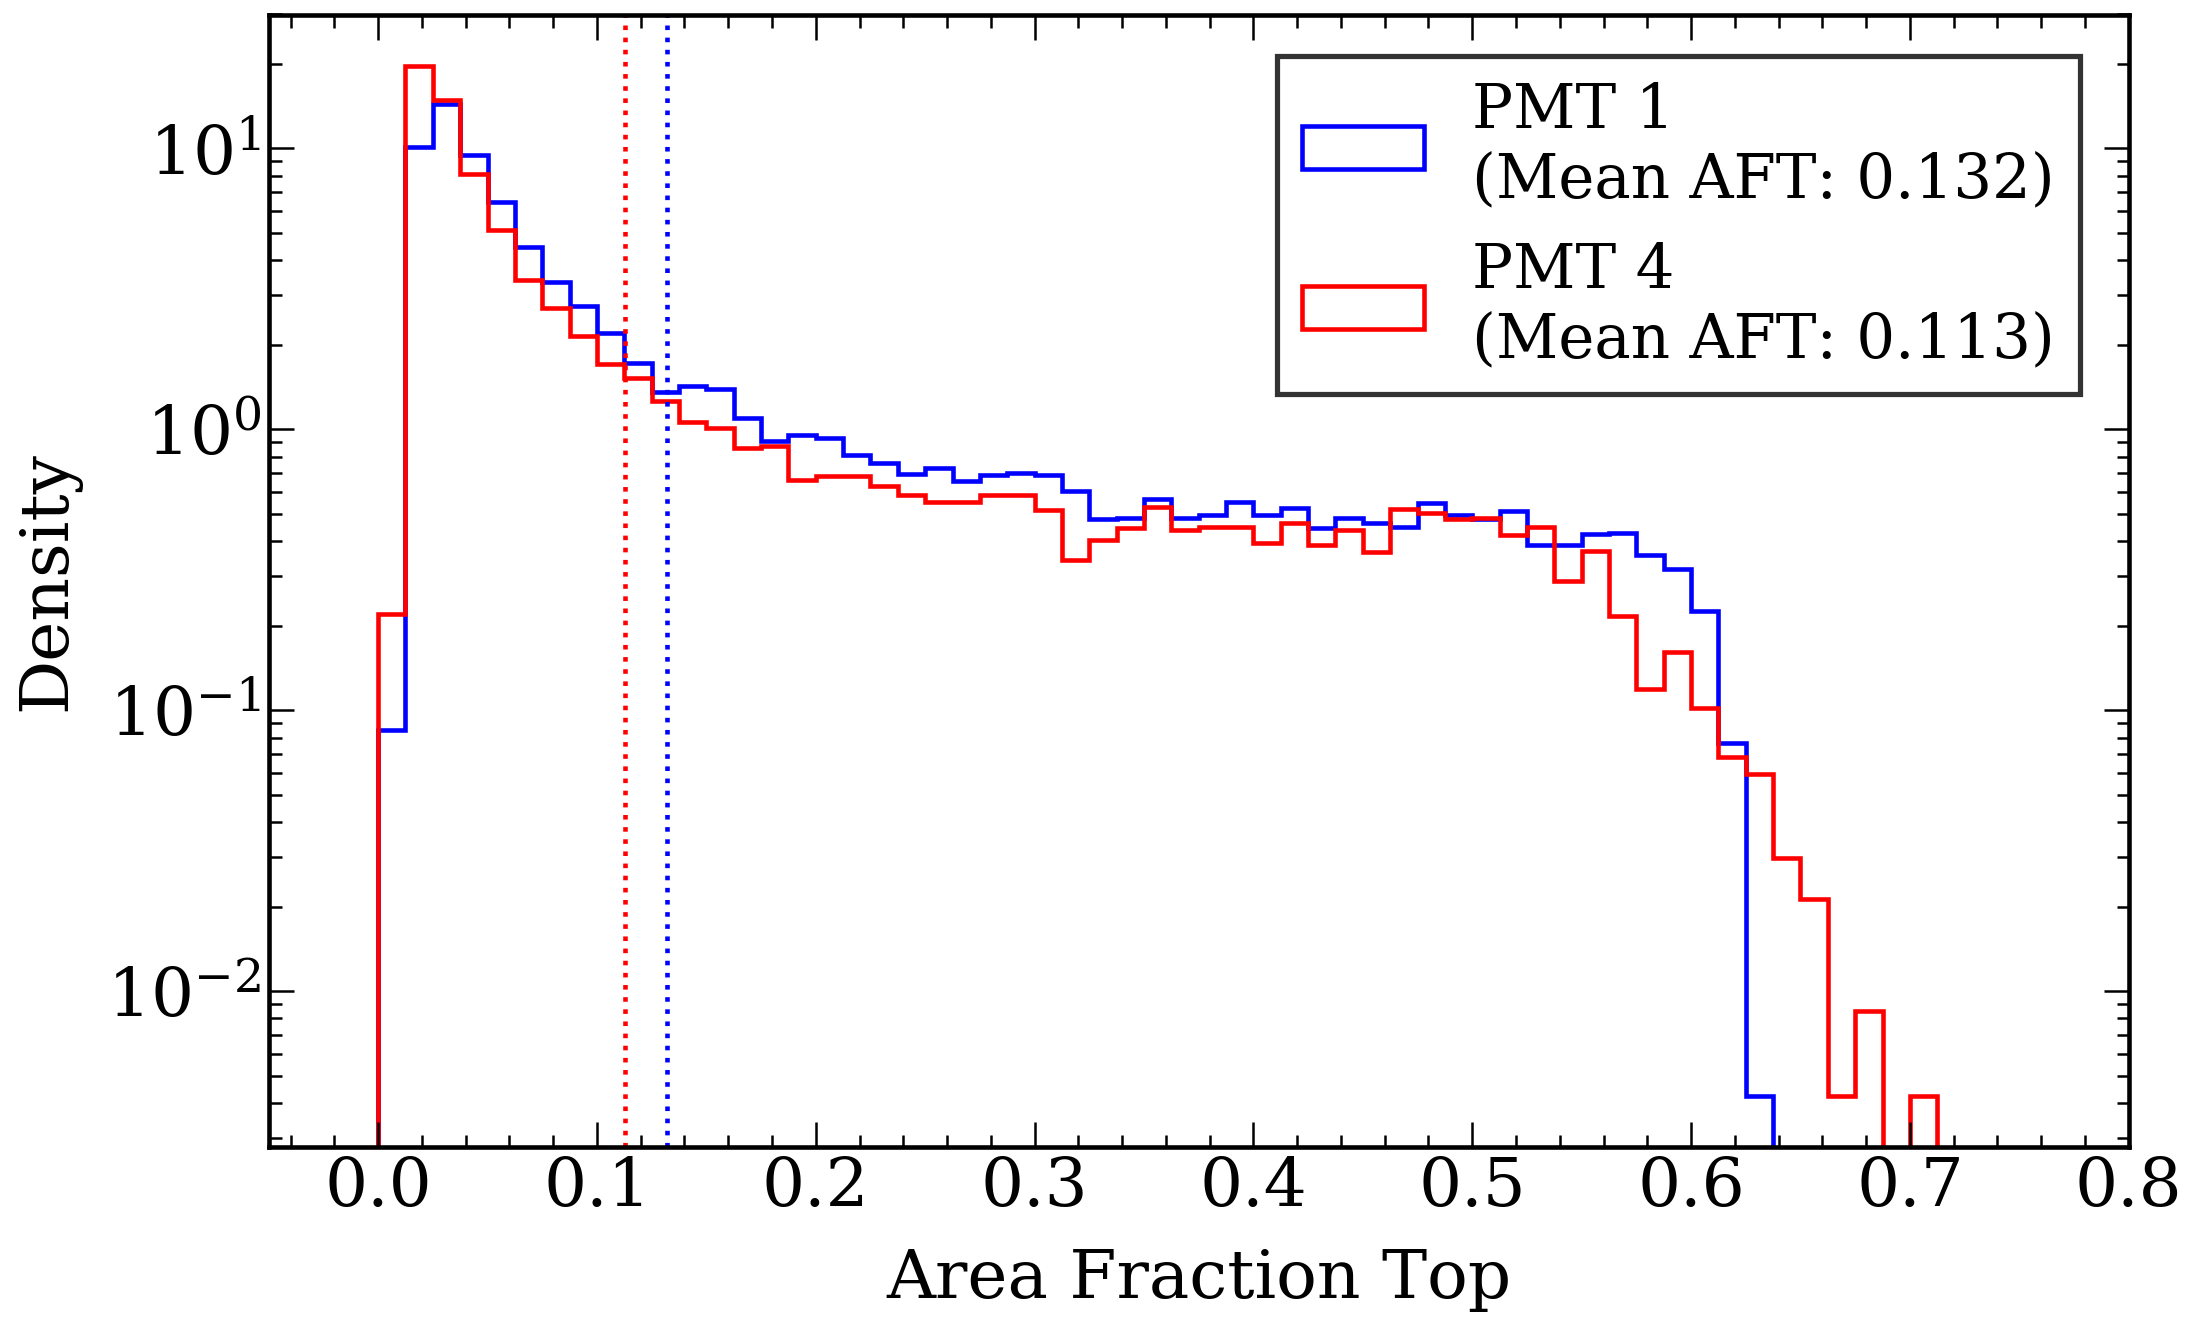 PMT 1
(Mean AFT: 0.132)
PMT 4
(Mean AFT: 0.113)
10¹
10⁰
10⁻¹
10⁻²
Density
0.0 0.1 0.2 0.3 0.4 0.5 0.6 0.7 0.8
Area Fraction Top